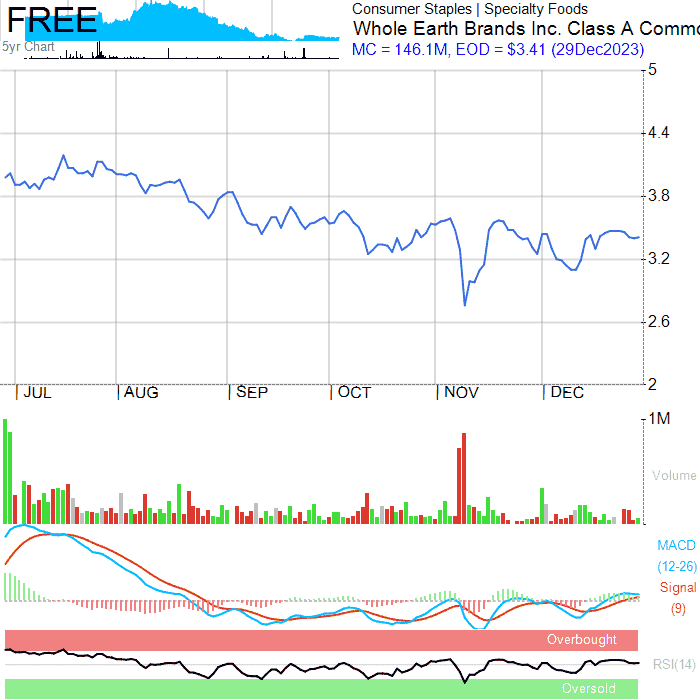 FREE
5yr Chart
Consumer Staples | Specialty Foods
Whole Earth Brands Inc. Class A Commo
MC = 146.1M, EOD = $3.41 (29Dec2023)
5
4.4
3.8
3.2
2.6
2
JUL AUG SEP OCT NOV DEC
1M
Volume
MACD
(12-26)
Signal
(9)
Overbought
RSI(14)
Oversold